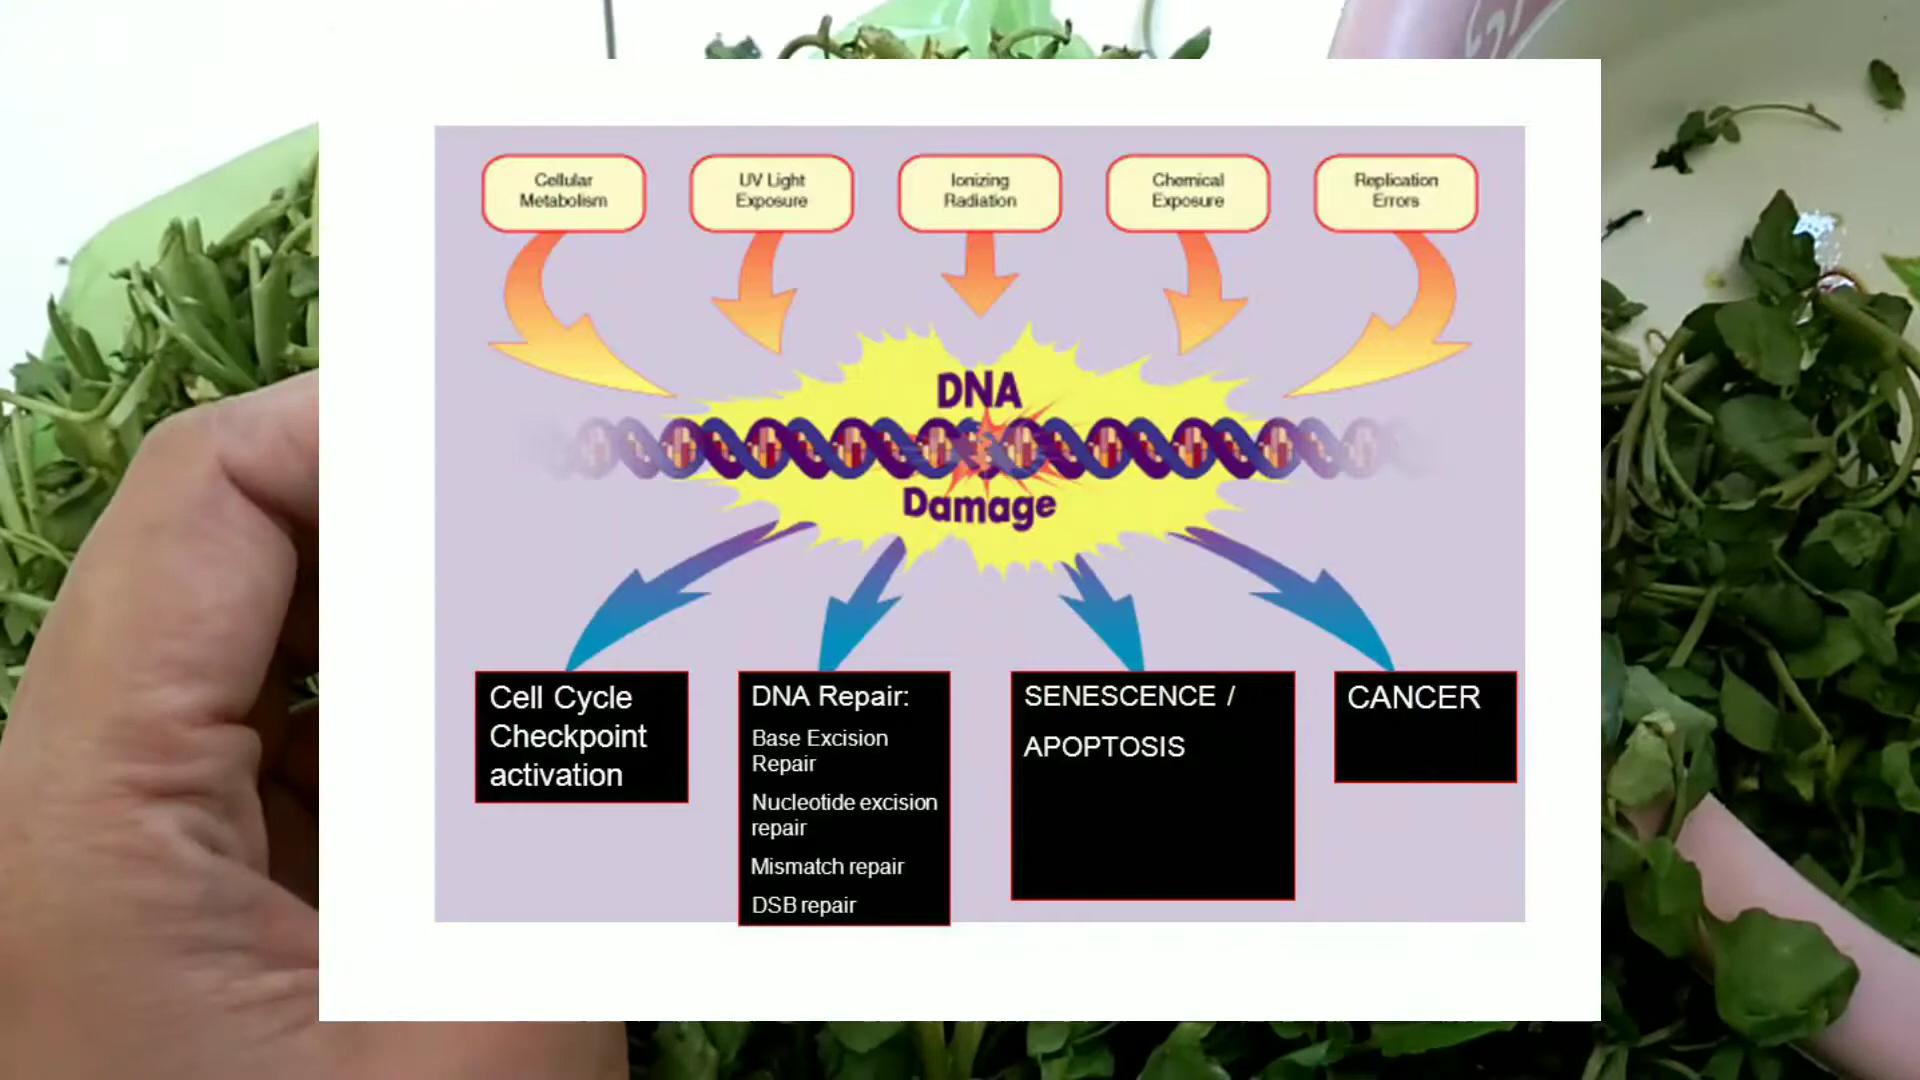 Cellular
Metabolism
UV Light
Exposure
Ionizing
Radiation
Chemical
Exposure
Replication
Errors
DNA
Damage
Cell Cycle
Checkpoint
activation
DNA Repair:
Base Excision
Repair
Nucleotide excision
repair
Mismatch repair
DSB repair
SENESCENCE /
APOPTOSIS
CANCER